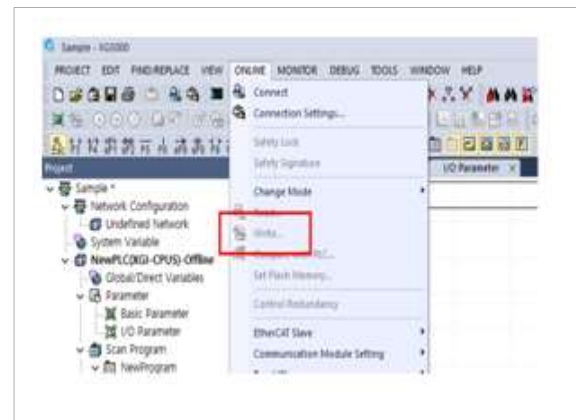 Sample - XG5000
PROJECT EDIT FIND/REPLACE VIEW ONLINE MONITOR DEBUG TOOLS WINDOW HELP
Connect
Connection Settings...
Safety Lock
Safety Signature
Project
I/O Parameter
Sample *
Change Mode
Network Configuration
Undefined Network
Write...
System Variable
NewPLC(XGI-CPUS)-Offline
Set Flash Memory...
Global/Direct Variables
Parameter
Control Redundancy
Basic Parameter
I/O Parameter
EtherCAT Slave
Scan Program
Communication Module Setting
NewProgram